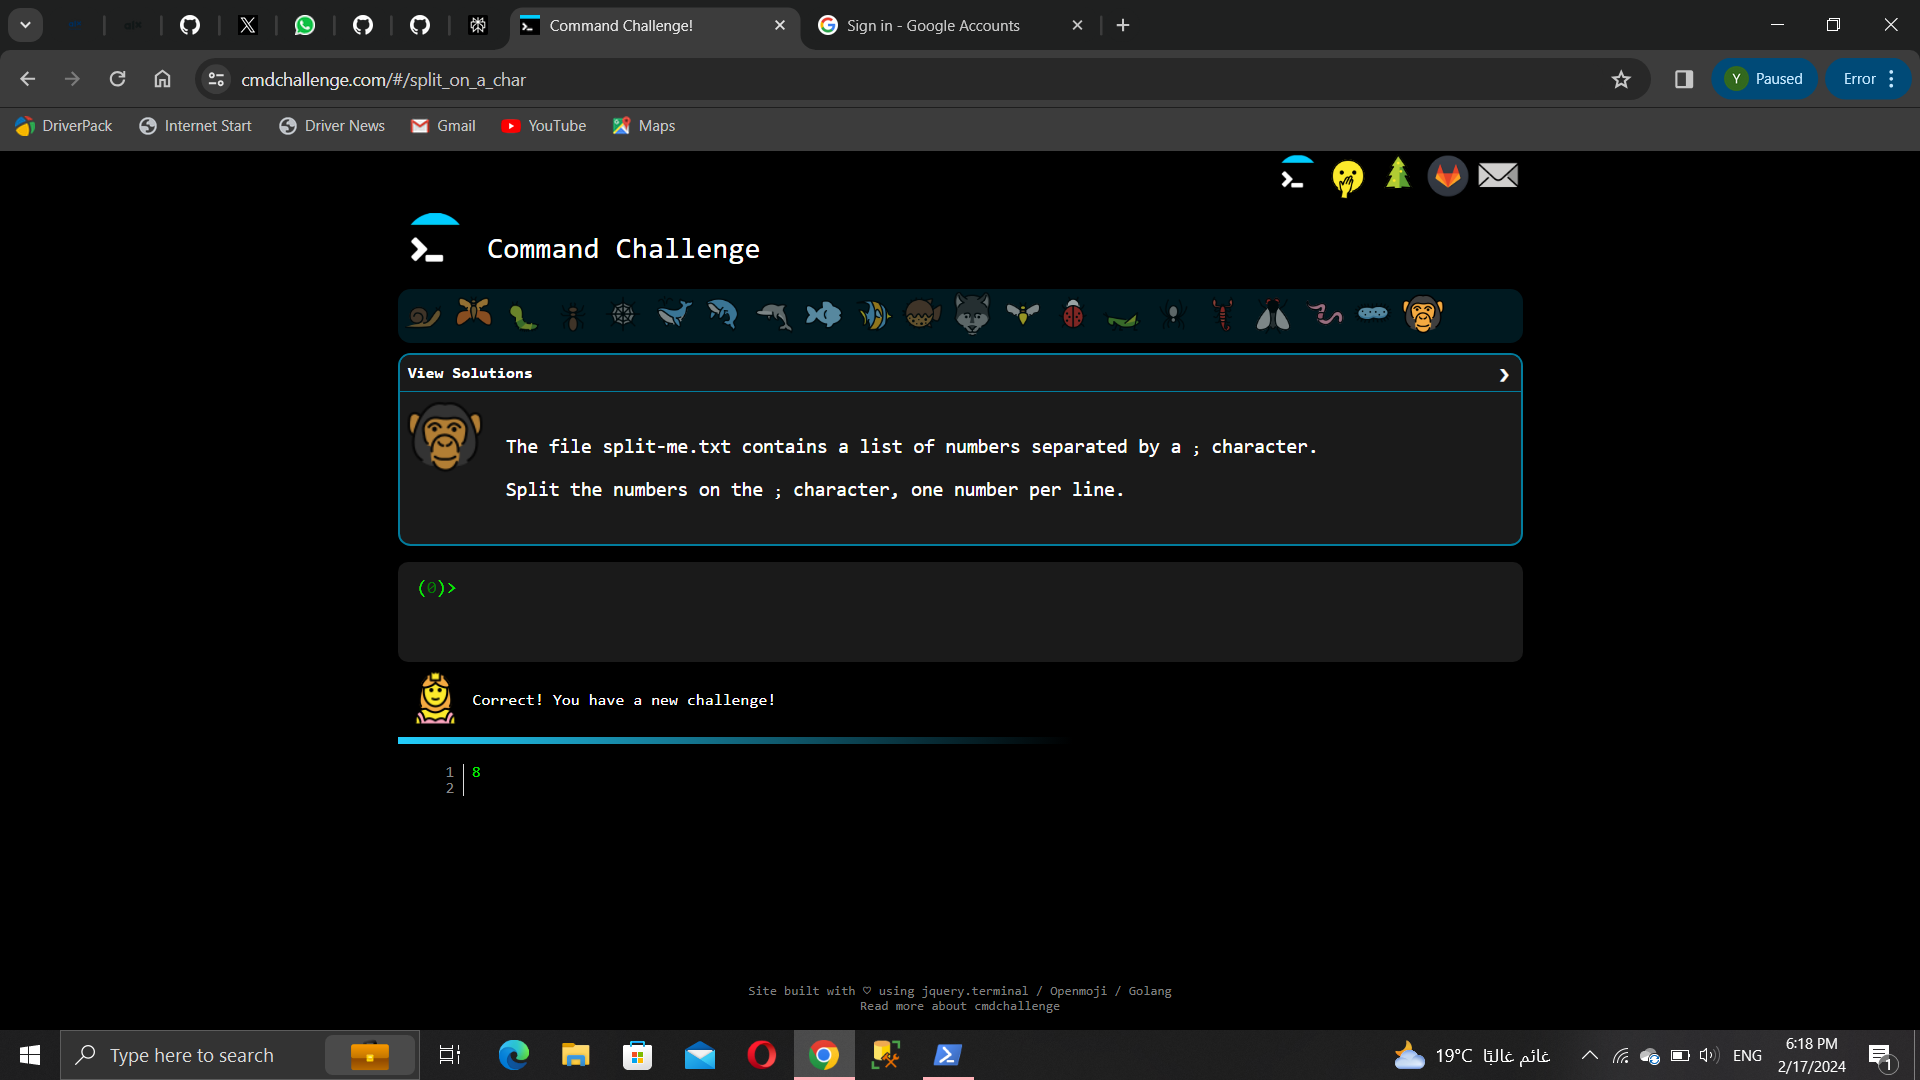 Command Challenge!
Sign in - Google Accounts
cmdchallenge.com/#/split_on_a_char
Y Paused
Error
DriverPack
Internet Start
Driver News
Gmail
YouTube
Maps
Command Challenge
View Solutions
The file split-me.txt contains a list of numbers separated by a ; character.
Split the numbers on the ; character, one number per line.
(0)>
Correct! You have a new challenge!
1 8
2
Site built with ♡ using jquery.terminal / Openmoji / Golang
Read more about cmdchallenge
Type here to search
19°C غائم غالبًا
ENG
6:18 PM
2/17/2024
1